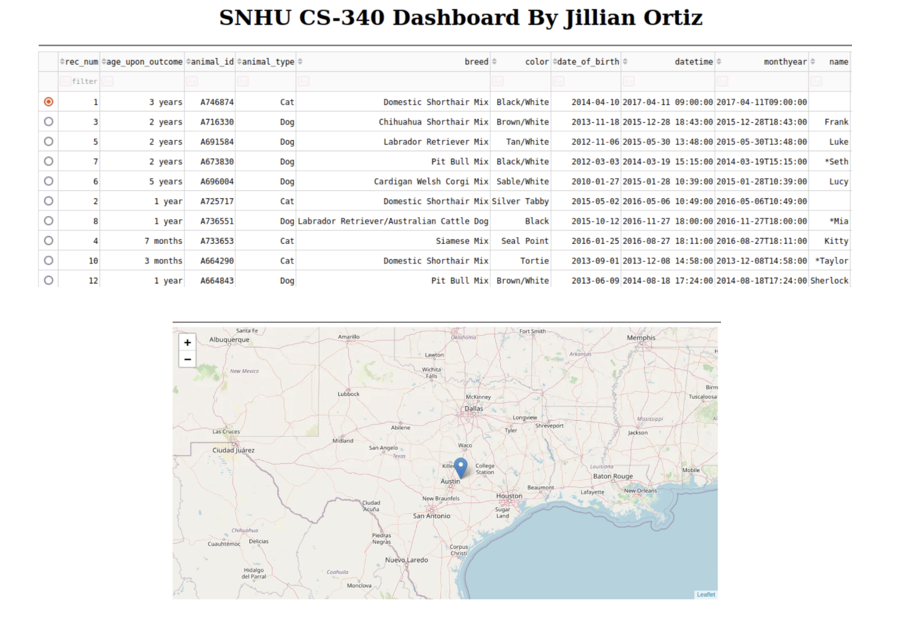 SNHU CS-340 Dashboard By Jillian Ortiz
rec_num age_upon_outcome animal_id animal_type breed color date_of_birth datetime monthyear name
filter
1 3 years A746874 Cat Domestic Shorthair Mix Black/White 2014-04-10 2017-04-11 09:00:00 2017-04-11T09:00:00
3 2 years A716330 Dog Chihuahua Shorthair Mix Brown/White 2013-11-18 2015-12-28 18:43:00 2015-12-28T18:43:00 Frank
5 2 years A691584 Dog Labrador Retriever Mix Tan/White 2012-11-06 2015-05-30 13:48:00 2015-05-30T13:48:00 Luke
7 2 years A673830 Dog Pit Bull Mix Black/White 2012-03-03 2014-03-19 15:15:00 2014-03-19T15:15:00 *Seth
6 5 years A696004 Dog Cardigan Welsh Corgi Mix Sable/White 2010-01-27 2015-01-28 10:39:00 2015-01-28T10:39:00 Lucy
2 1 year A725717 Cat Domestic Shorthair Mix Silver Tabby 2015-05-02 2016-05-06 10:49:00 2016-05-06T10:49:00
8 1 year A736551 Dog Labrador Retriever/Australian Cattle Dog Black 2015-10-12 2016-11-27 18:00:00 2016-11-27T18:00:00 *Mia
4 7 months A733653 Cat Siamese Mix Seal Point 2016-01-25 2016-08-27 18:11:00 2016-08-27T18:11:00 Kitty
10 3 months A664290 Cat Domestic Shorthair Mix Tortie 2013-09-01 2013-12-08 14:58:00 2013-12-08T14:58:00 *Taylor
12 1 year A664843 Dog Pit Bull Mix Brown/White 2013-06-09 2014-08-18 17:24:00 2014-08-18T17:24:00 Sherlock
+
−
Santa Fe
Fort Smith
Albuquerque
Amarillo
Oklahoma
Memphis
Lawton
Arkansas
Wichita
Falls
New Mexico
Lubbock
McKinney
Tuscaloosa
Dallas
Longview
Mississippi
Las Cruces
Abilene
Tyler
Shreveport
Jackson
Midland
Waco
Ciudad Juárez
San Angelo
Texas
College
Station
Louisiana
Mobile
Austin
Baton Rouge
Beaumont
Lafayette
New Orleans
New Braunfels
Houston
Ciudad
Acuña
Sugar
Land
San Antonio
Chihuahua
Piedras
Negras
Cuauhtémoc
Delicias
Corpus
Christi
Nuevo Laredo
Hidalgo
del Parral
Coahuila
Monclova
Leaflet